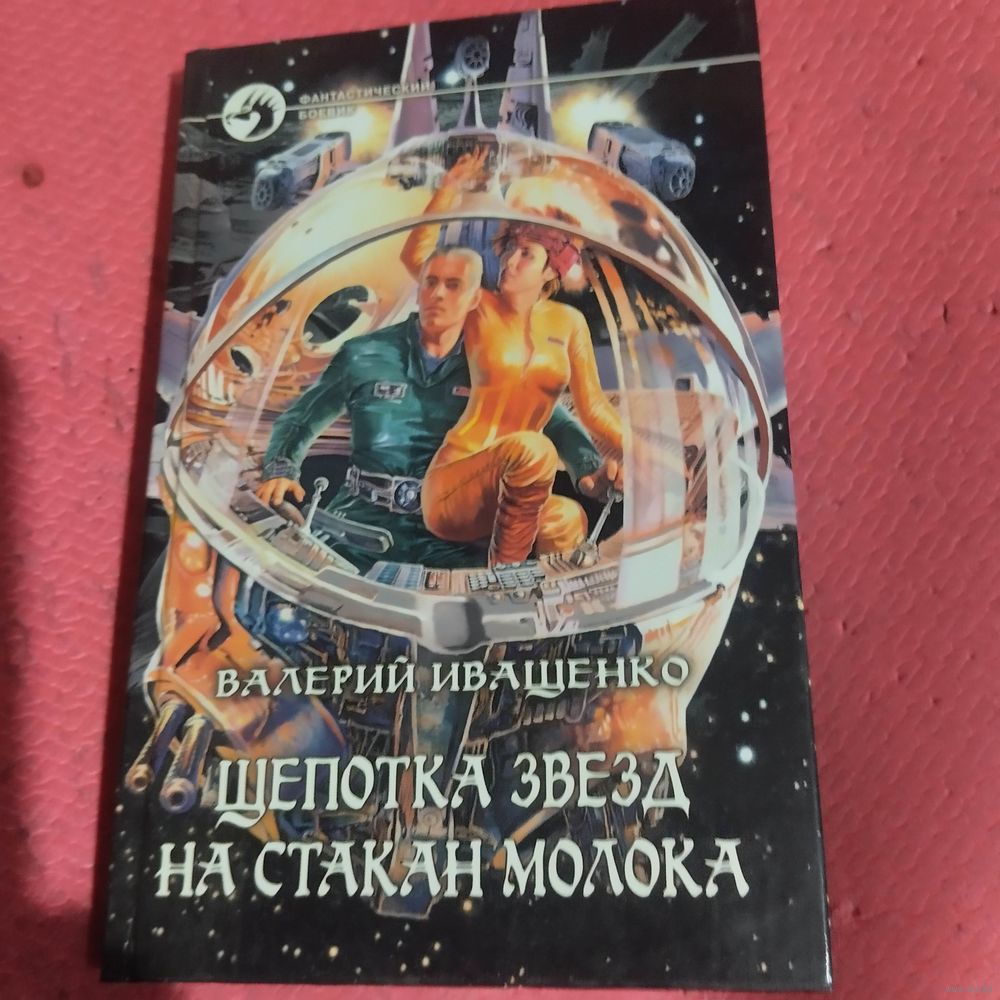 ФАНТАСТИЧЕСКИЙ
БОЕВИК
ВАЛЕРИЙ ИВАЩЕНКО
ЩЕПОТКА ЗВЕЗД
НА СТАКАН МОЛОКА